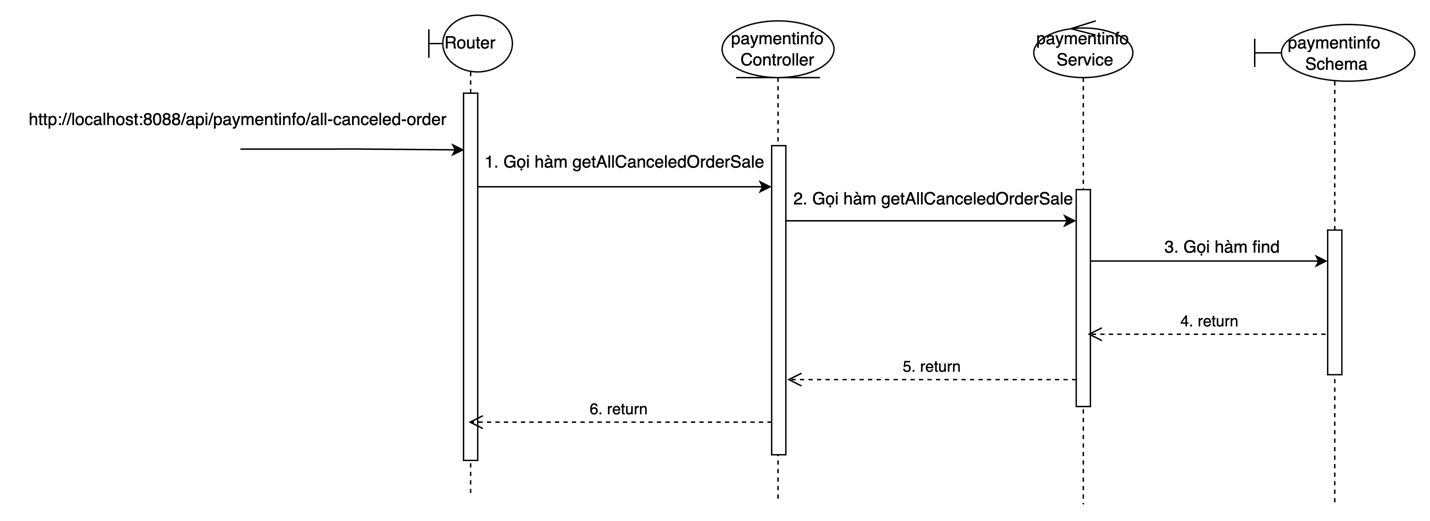 Router
paymentinfo
Controller
paymentinfo
Service
paymentinfo
Schema
http://localhost:8088/api/paymentinfo/all-canceled-order
1. Gọi hàm getAllCanceledOrderSale
2. Gọi hàm getAllCanceledOrderSale
3. Gọi hàm find
4. return
5. return
6. return